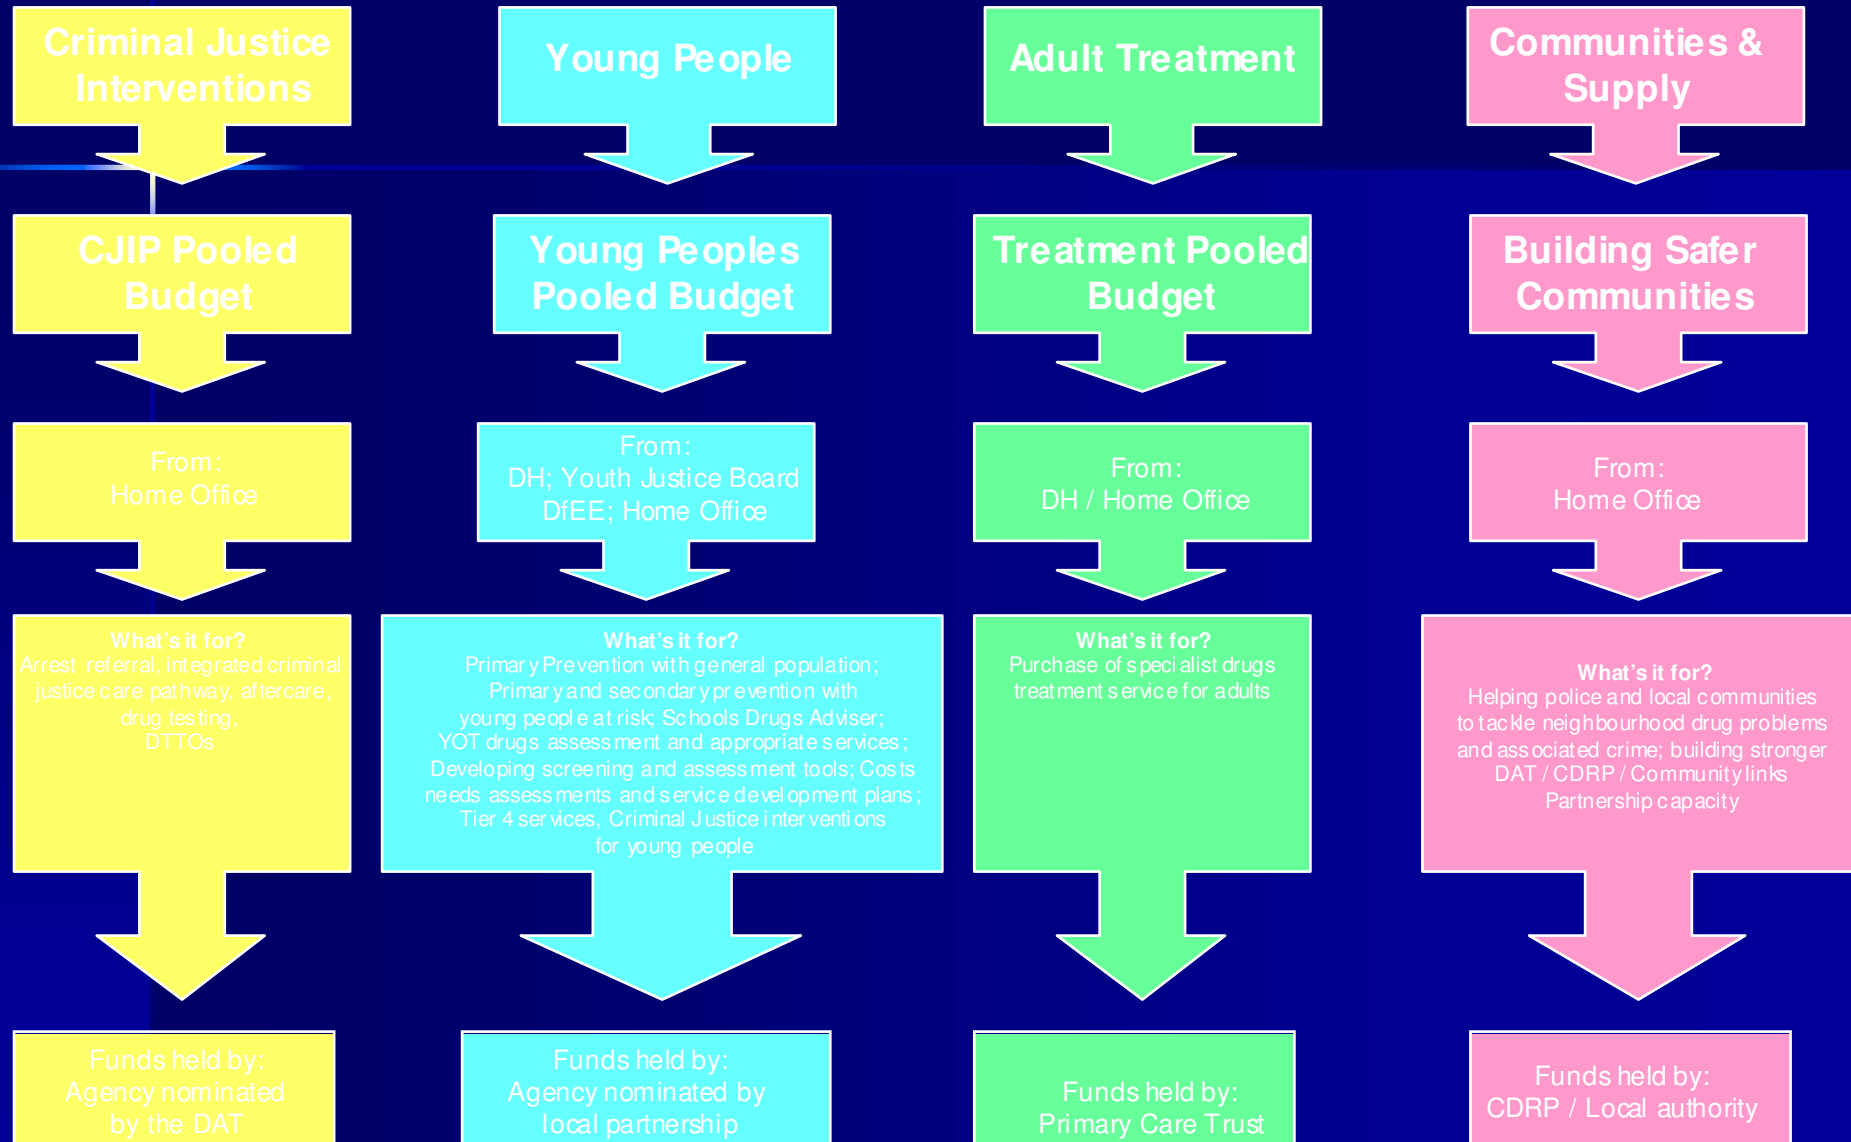 Criminal Justice
Interventions
CJIP Pooled
Budget
From:
Home Office
What's it for?
Arrest referral, integrated criminal
justice care pathway, aftercare,
drug testing,
DTTOs
Funds held by:
Agency nominated
by the DAT
Young People
Young Peoples
Pooled Budget
From:
DH; Youth Justice Board
DfEE; Home Office
What's it for?
Primary Prevention with general population;
Primary and secondary prevention with
young people at risk; Schools Drugs Adviser;
YOT drugs assessment and appropriate services;
Developing screening and assessment tools; Costs
needs assessments and service development plans;
Tier 4 services, Criminal Justice interventions
for young people
Funds held by:
Agency nominated by
local partnership
Adult Treatment
Treatment Pooled
Budget
From:
DH / Home Office
What's it for?
Purchase of specialist drugs
treatment service for adults
Funds held by:
Primary Care Trust
Communities &
Supply
Building Safer
Communities
From:
Home Office
What's it for?
Helping police and local communities
to tackle neighbourhood drug problems
and associated crime; building stronger
DAT / CDRP / Community links
Partnership capacity
Funds held by:
CDRP / Local authority